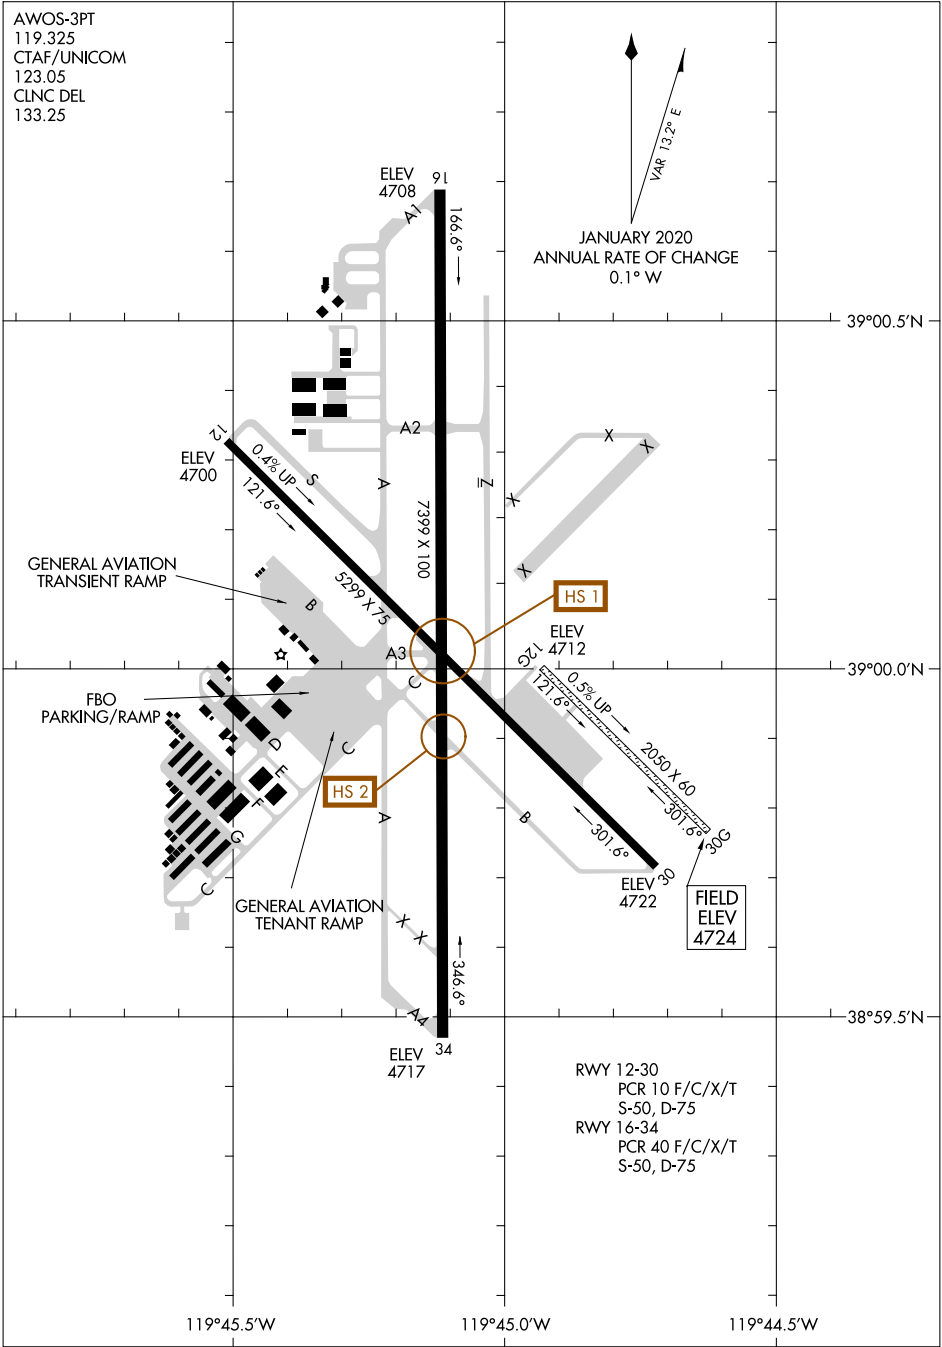 AWOS-3PT
119.325
CTAF/UNICOM
123.05
CLNC DEL
133.25
VAR 13.2° E
JANUARY 2020
ANNUAL RATE OF CHANGE
0.1° W
ELEV
4708
16
A1
166.6°
39°00.5'N
A2
12
ELEV
4700
0.4% UP
121.6°
S
A
Z
7399 X 100
X
X
X
X
GENERAL AVIATION
TRANSIENT RAMP
B
5299 X 75
HS 1
A3
C
12G
ELEV
4712
39°00.0'N
121.6°
0.5% UP
2050 X 60
301.6°
30G
FBO
PARKING/RAMP
D
E
F
G
C
C
HS 2
A
B
301.6°
30
ELEV
4722
FIELD
ELEV
4724
GENERAL AVIATION
TENANT RAMP
X
X
346.6°
A4
38°59.5'N
34
ELEV
4717
RWY 12-30
PCR 10 F/C/X/T
S-50, D-75
RWY 16-34
PCR 40 F/C/X/T
S-50, D-75
119°45.5'W
119°45.0'W
119°44.5'W